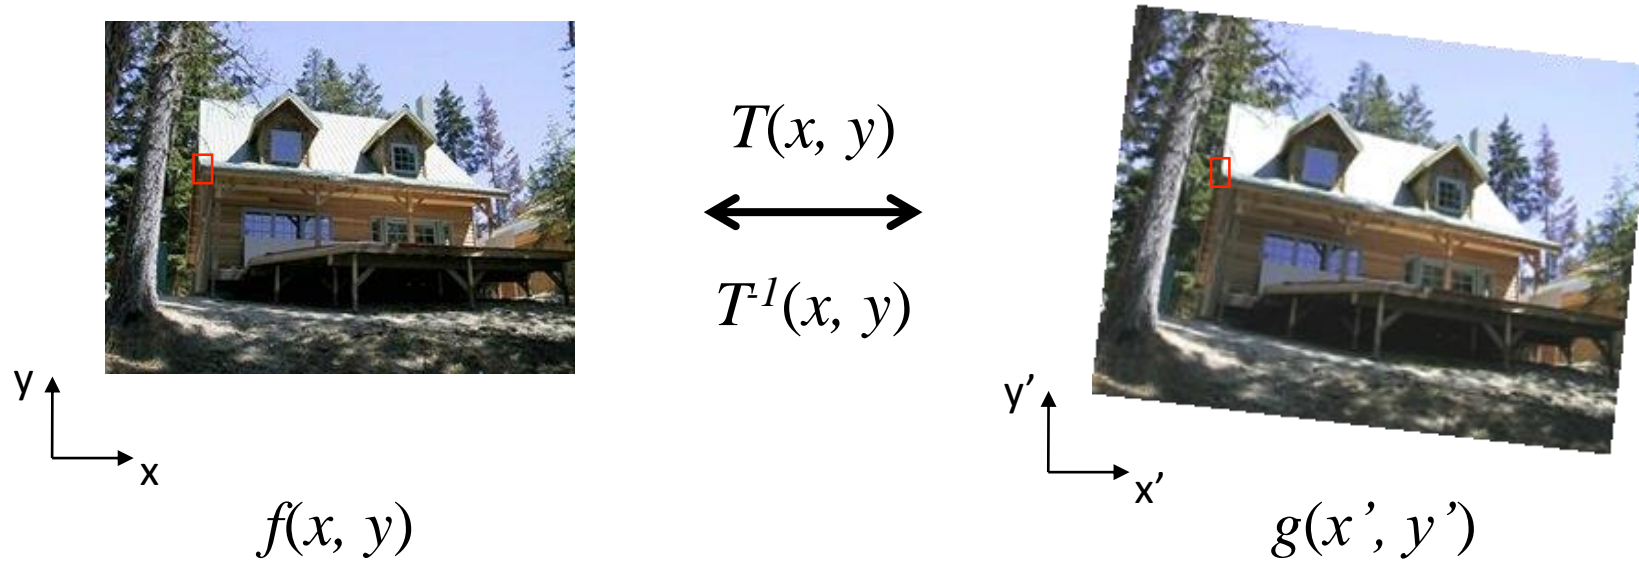 T(x, y)
T⁻¹(x, y)
y
x
f(x, y)
y’
x’
g(x’, y’)